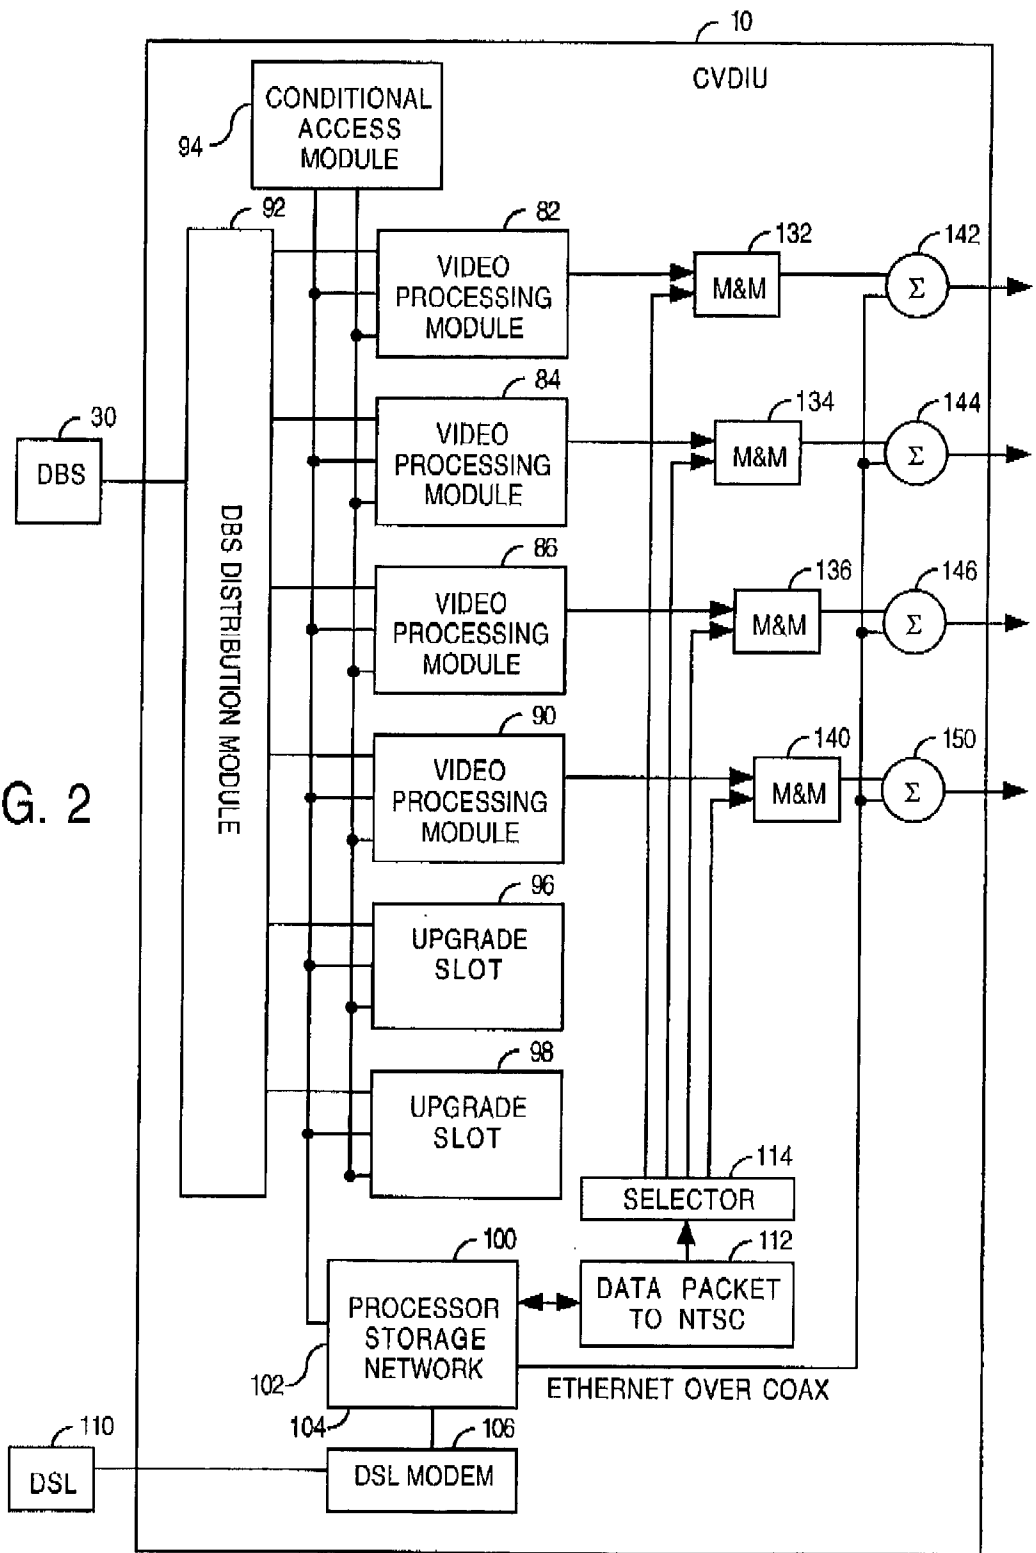 10
CVDIU
CONDITIONAL
ACCESS
MODULE
94
92
DBS DISTRIBUTION MODULE
82
VIDEO
PROCESSING
MODULE
132
M&M
142
Σ
84
VIDEO
PROCESSING
MODULE
134
M&M
144
Σ
30
DBS
86
VIDEO
PROCESSING
MODULE
136
M&M
146
Σ
90
VIDEO
PROCESSING
MODULE
140
M&M
150
Σ
G. 2
96
UPGRADE
SLOT
98
UPGRADE
SLOT
114
SELECTOR
100
PROCESSOR
STORAGE
NETWORK
102
104
112
DATA PACKET
TO NTSC
ETHERNET OVER COAX
110
DSL
106
DSL MODEM